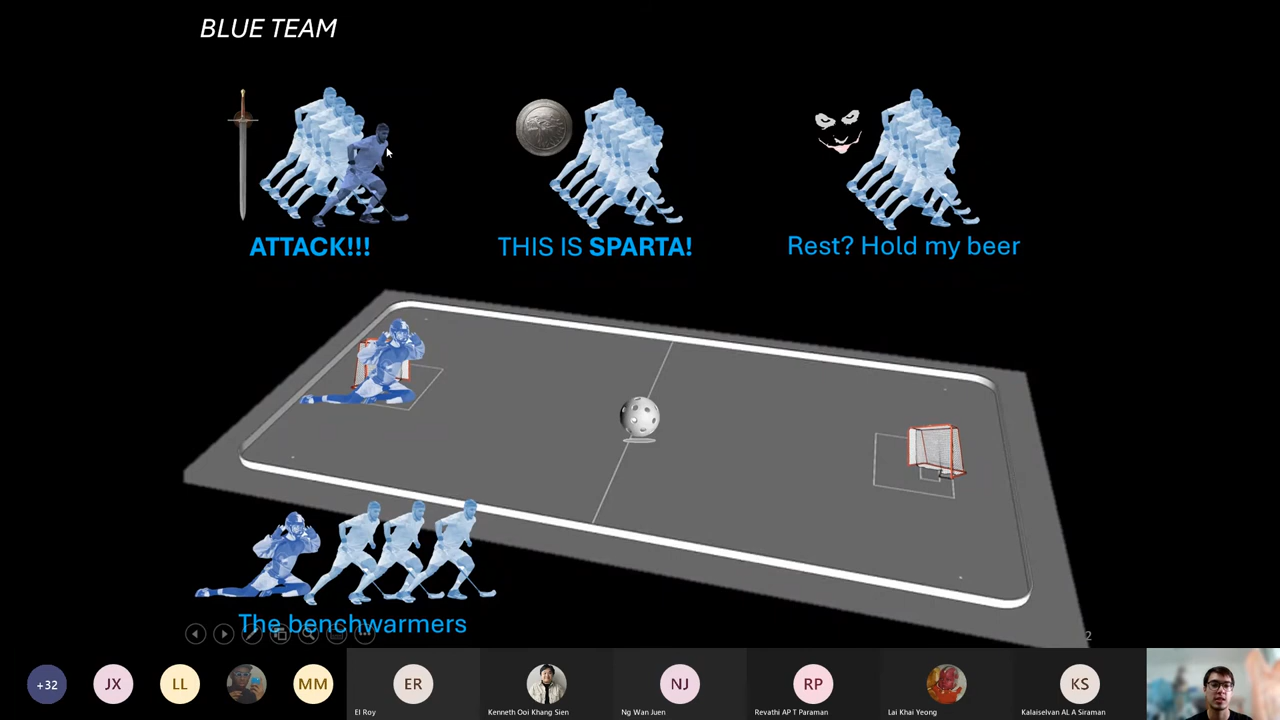 BLUE TEAM
ATTACK!!!
THIS IS SPARTA!
Rest? Hold my beer
The benchwarmers
2
+32
JX
LL
MM
ER
NJ
RP
KS
El Roy
Kenneth Ooi Khang Sien
Ng Wan Juen
Revathi AP T Paraman
Lai Khai Yeong
Kalaiselvan AL A Siraman